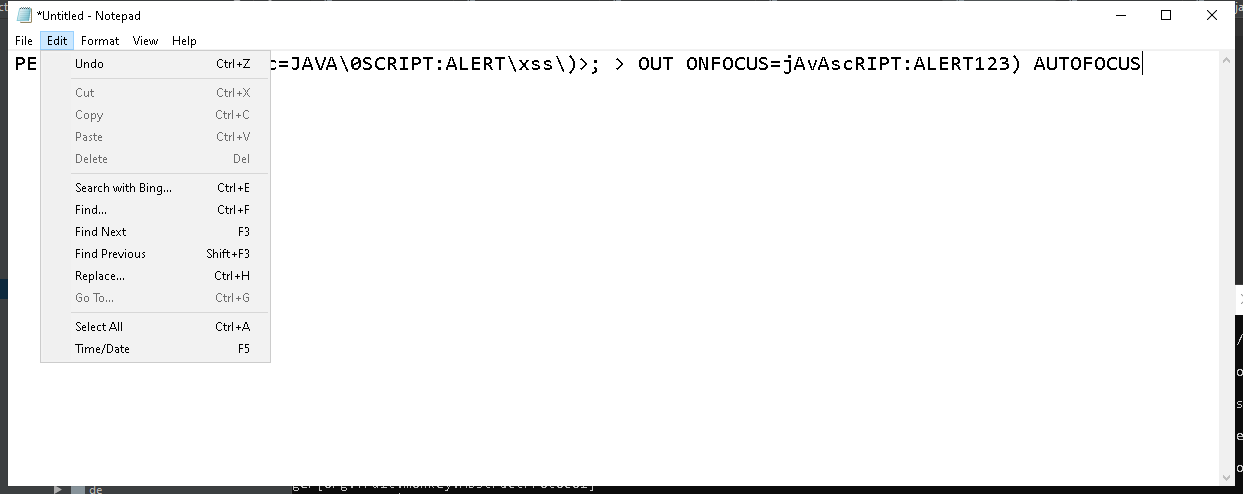 *Untitled - Notepad
File Edit Format View Help
PE c=JAVA\0SCRIPT:ALERT\xss\)>; > OUT ONFOCUS=jAvAscRIPT:ALERT123) AUTOFOCUS
Undo Ctrl+Z
Cut Ctrl+X
Copy Ctrl+C
Paste Ctrl+V
Delete Del
Search with Bing... Ctrl+E
Find... Ctrl+F
Find Next F3
Find Previous Shift+F3
Replace... Ctrl+H
Go To... Ctrl+G
Select All Ctrl+A
Time/Date F5
de